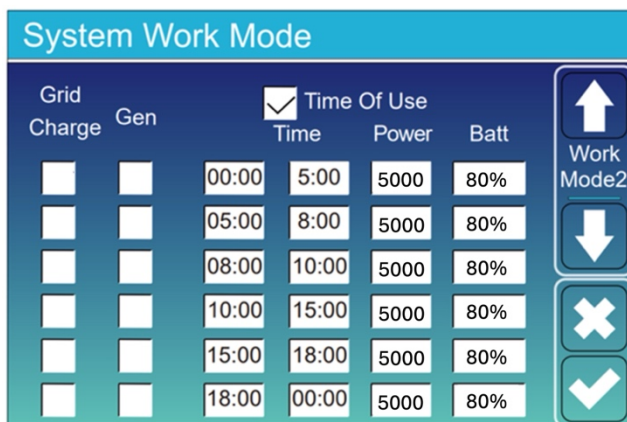 System Work Mode
Grid Charge Gen Time Of Use
Time Power Batt
00:00 5:00 5000 80%
05:00 8:00 5000 80%
08:00 10:00 5000 80%
10:00 15:00 5000 80%
15:00 18:00 5000 80%
18:00 00:00 5000 80%
Work
Mode2